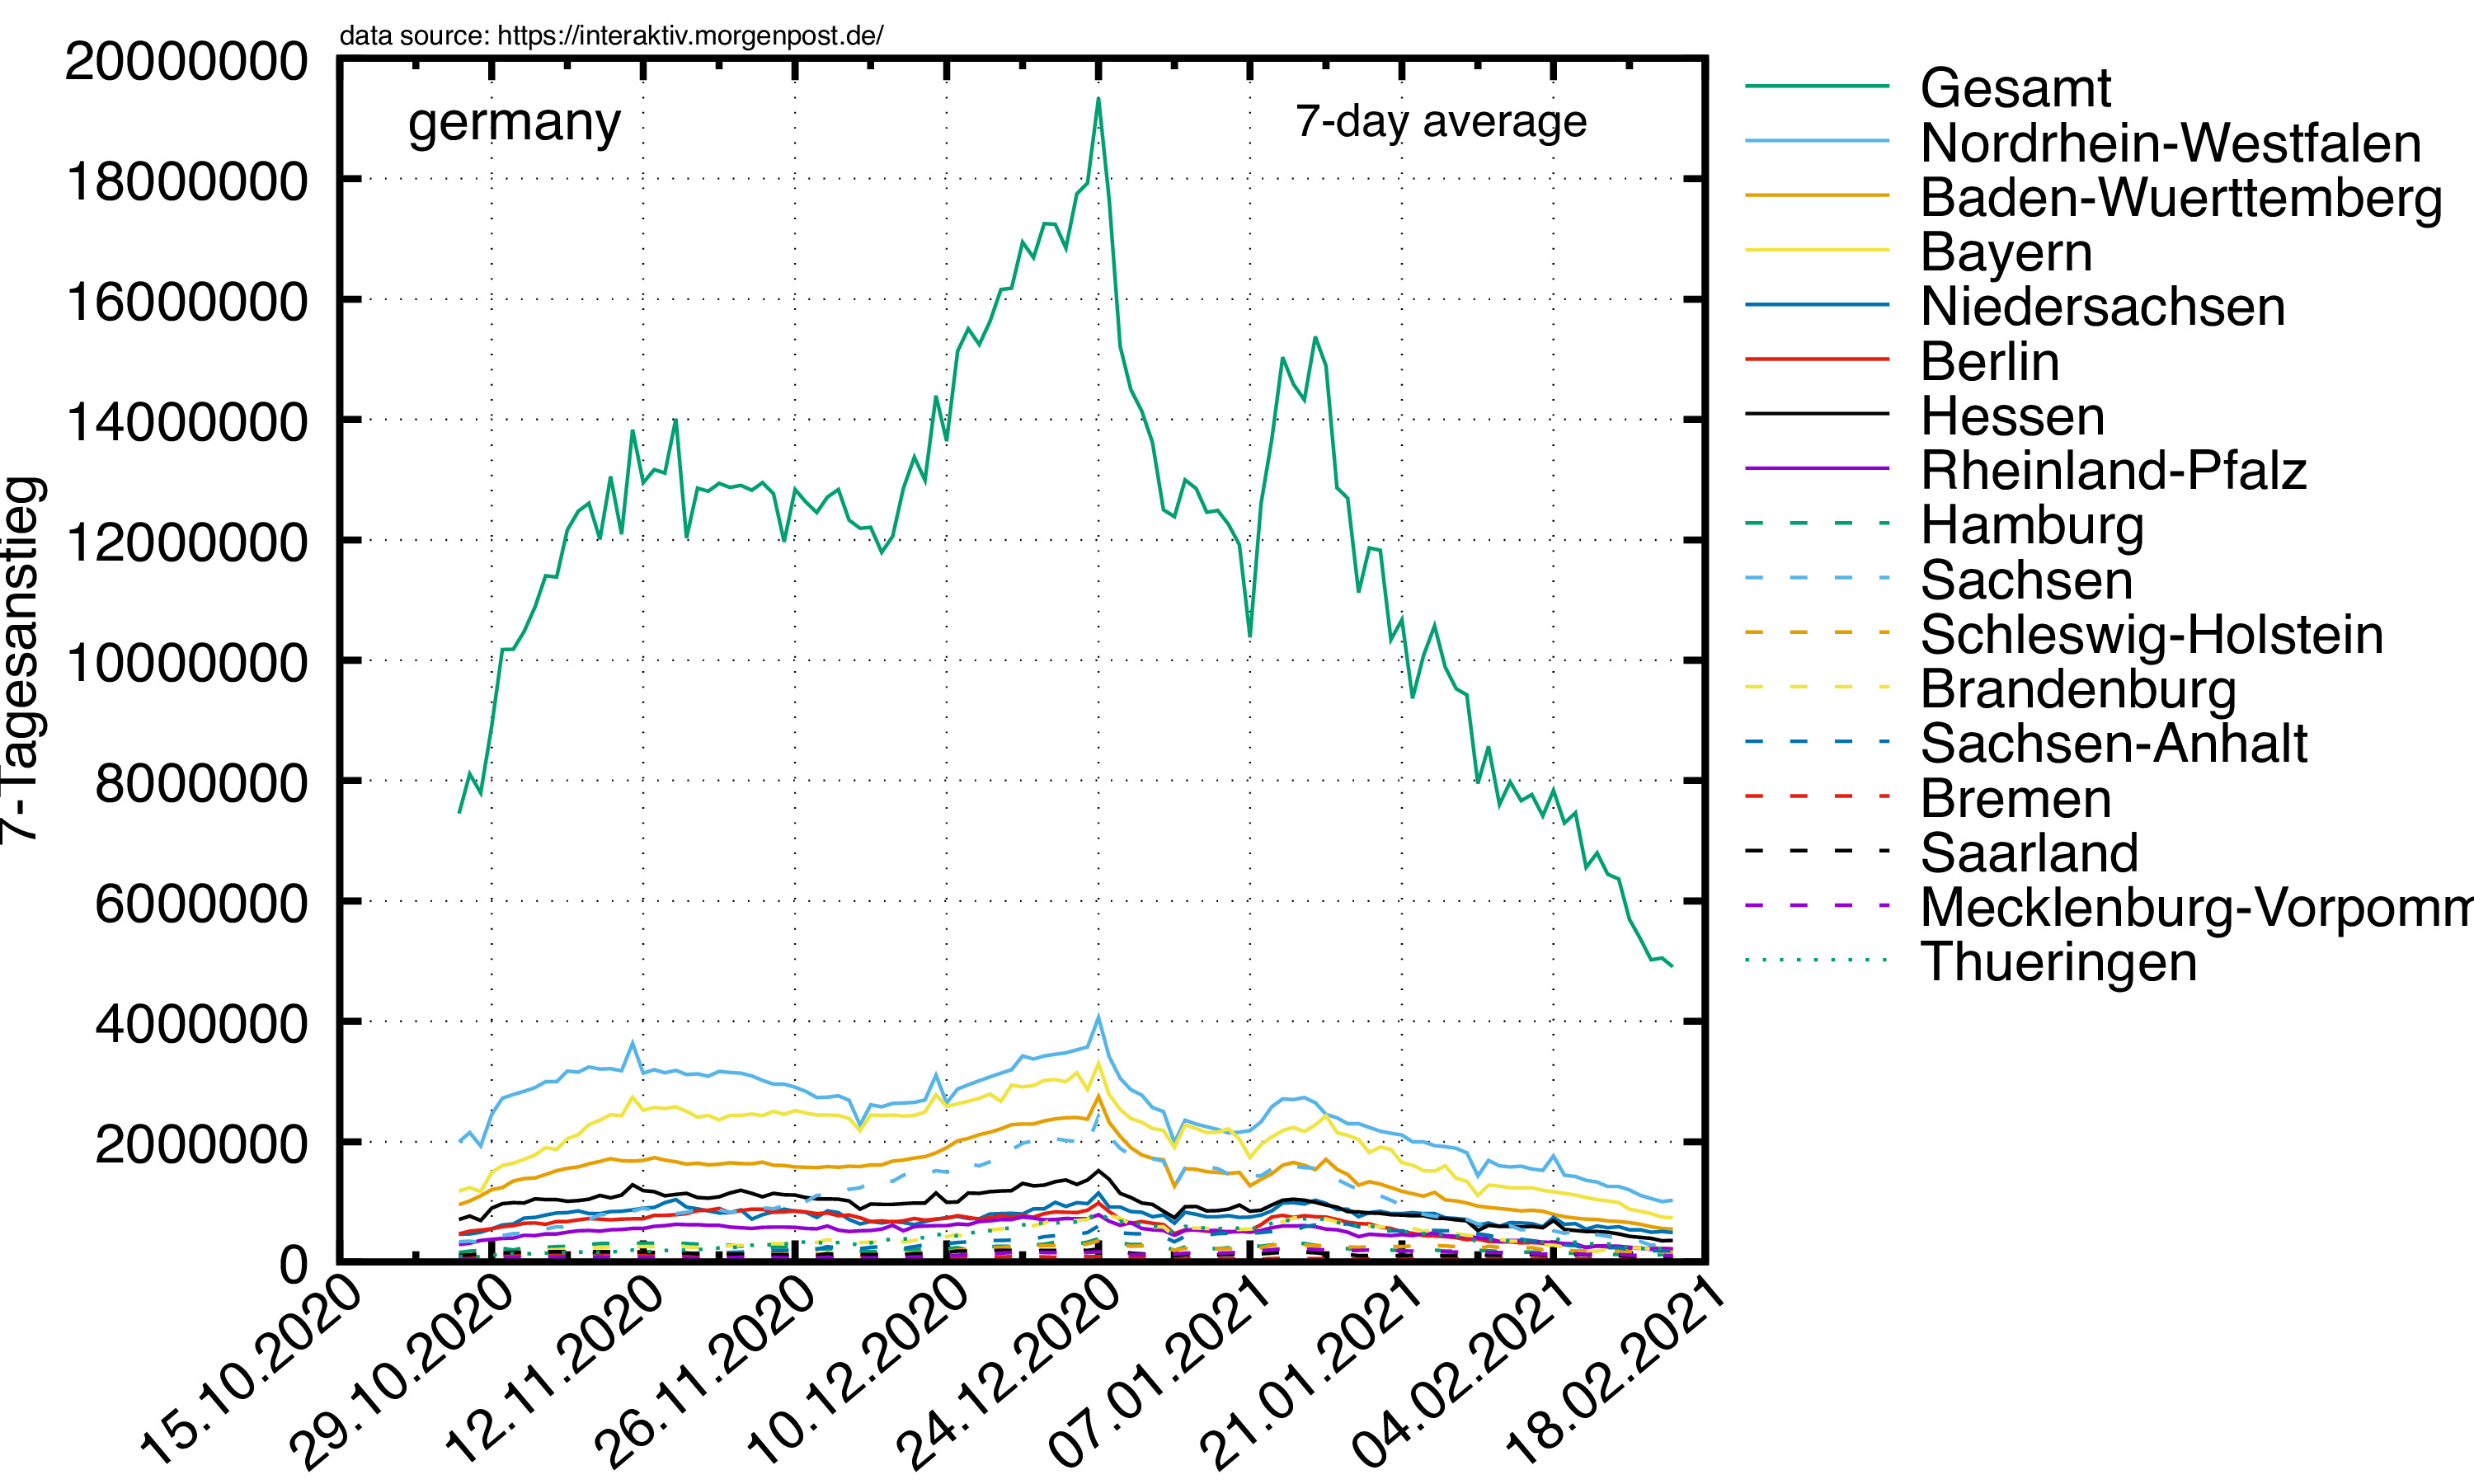 data source: https://interaktiv.morgenpost.de/
germany
7-day average
7-Tagesanstieg
20000000
18000000
16000000
14000000
12000000
10000000
8000000
6000000
4000000
2000000
0
15.10.2020
29.10.2020
12.11.2020
26.11.2020
10.12.2020
24.12.2020
07.01.2021
21.01.2021
04.02.2021
18.02.2021
Gesamt
Nordrhein-Westfalen
Baden-Wuerttemberg
Bayern
Niedersachsen
Berlin
Hessen
Rheinland-Pfalz
Hamburg
Sachsen
Schleswig-Holstein
Brandenburg
Sachsen-Anhalt
Bremen
Saarland
Mecklenburg-Vorpomm
Thueringen